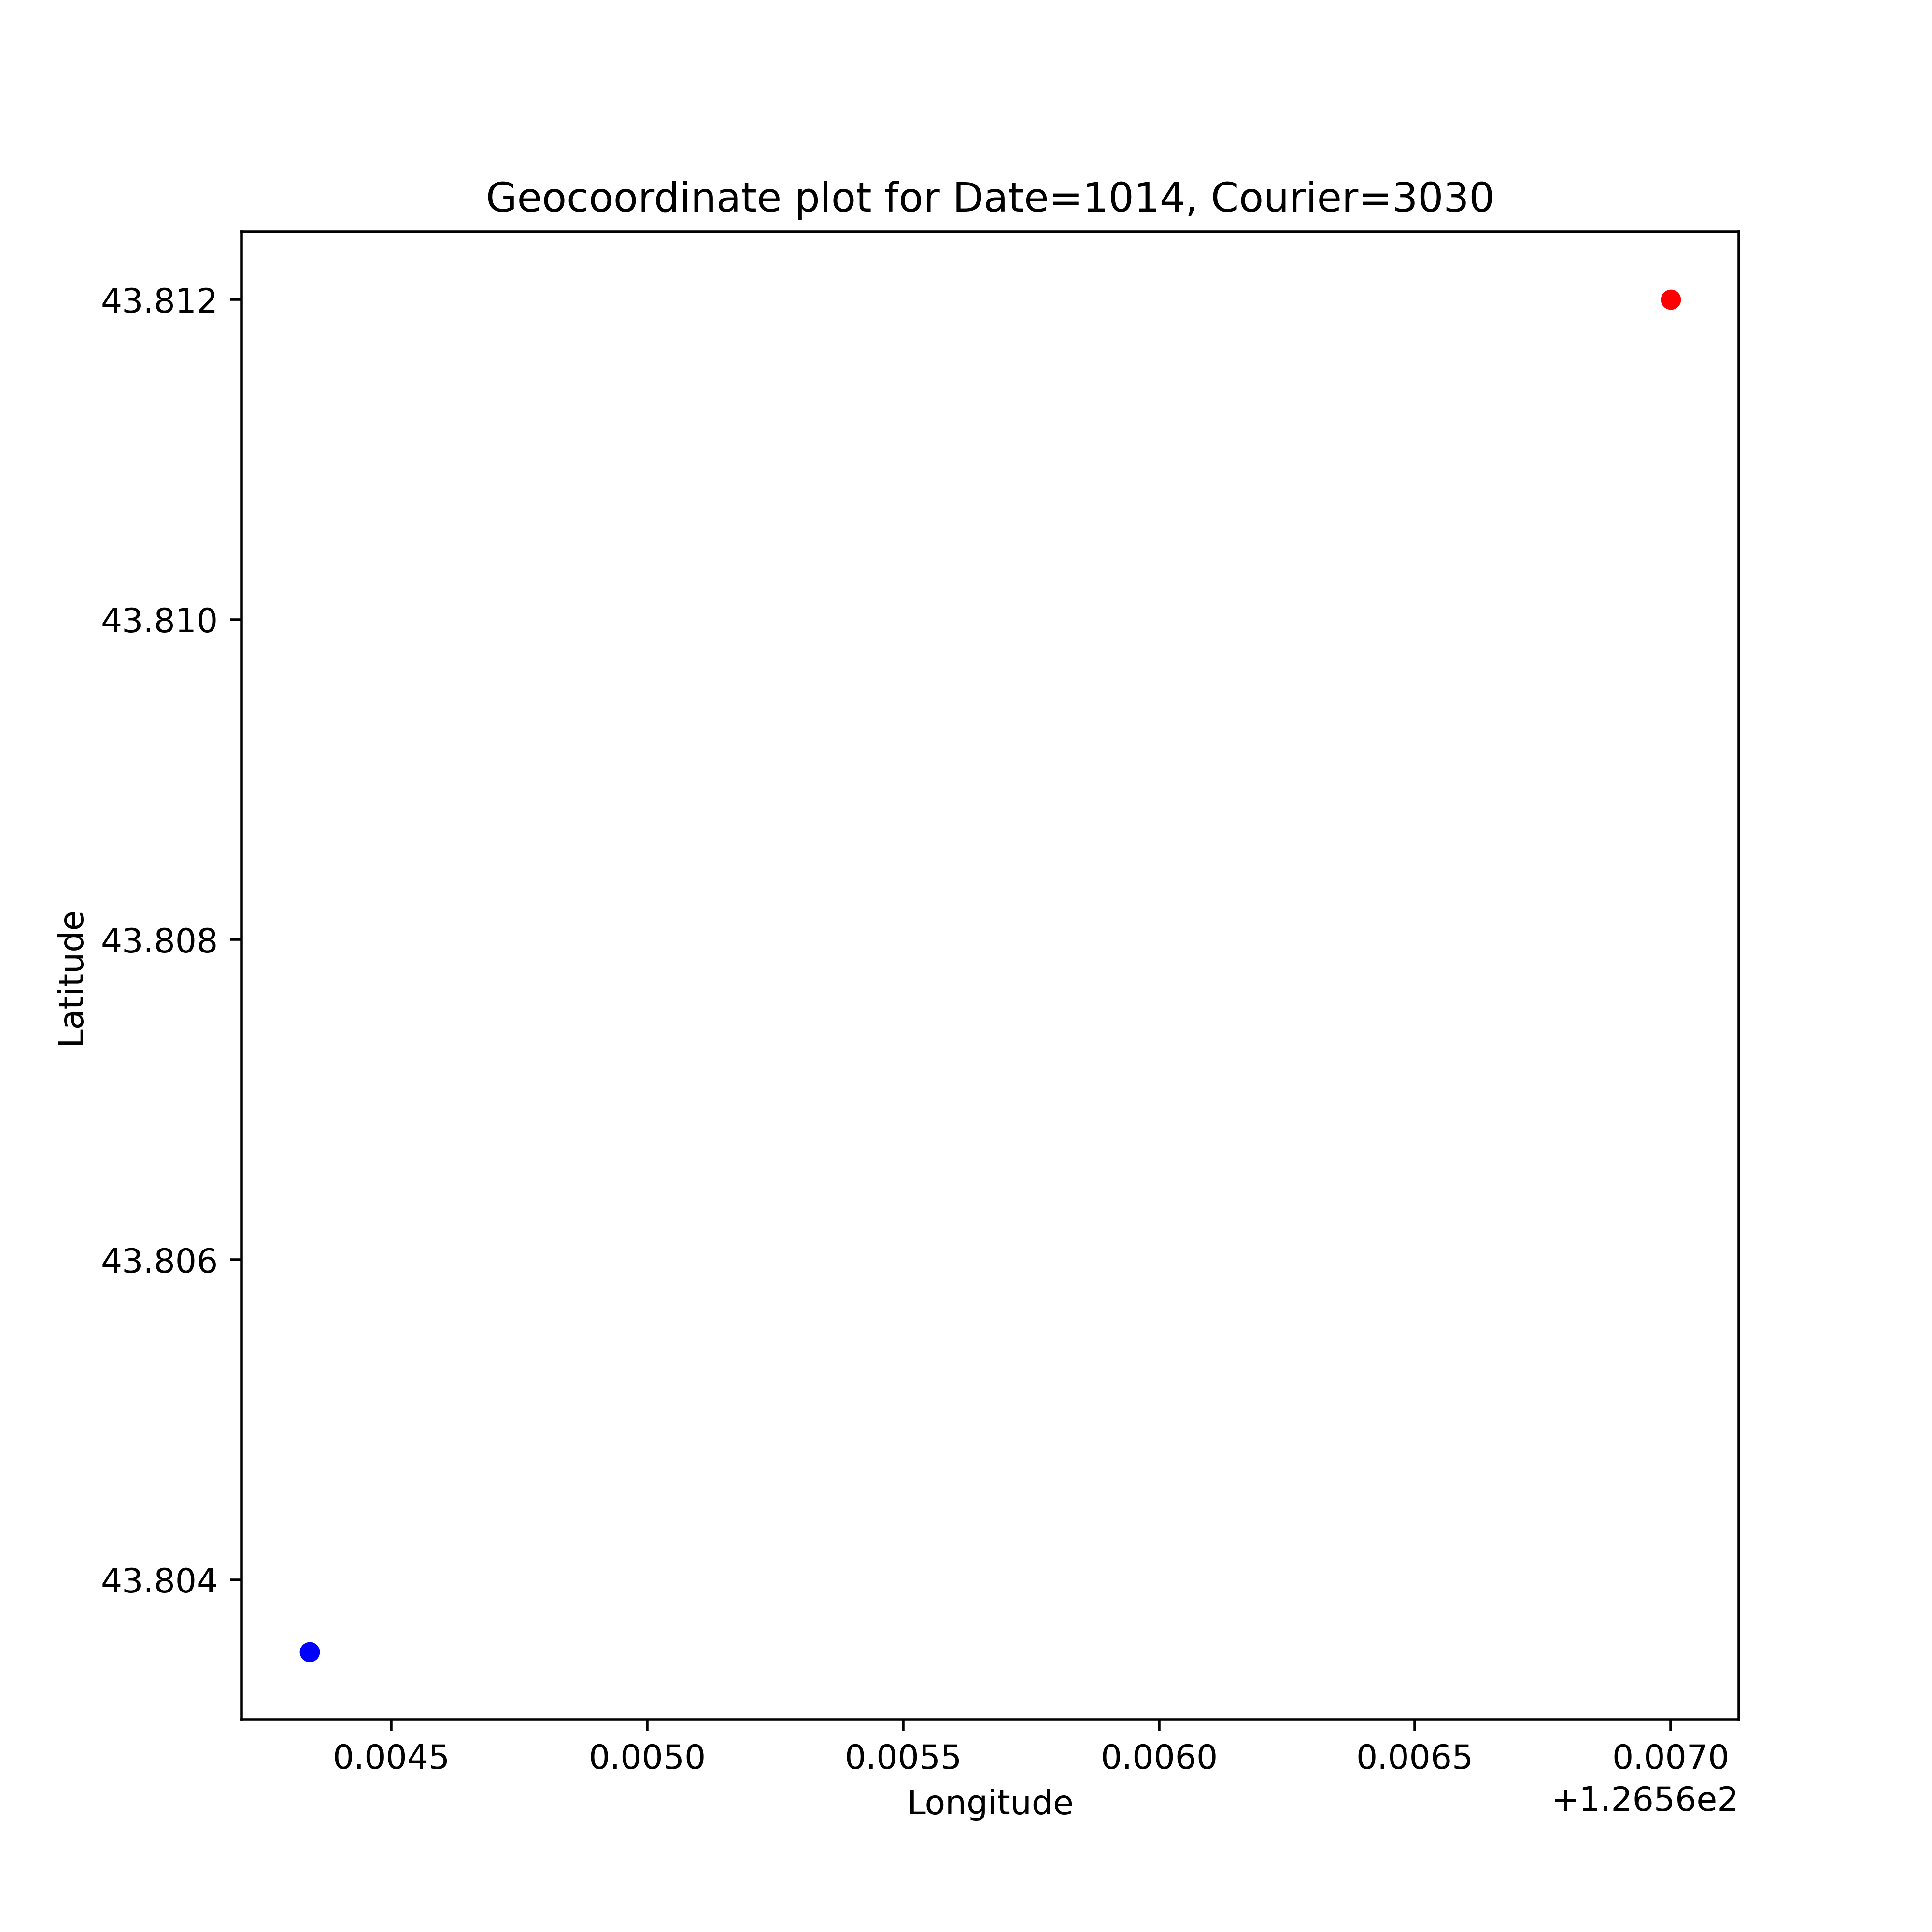 Geocoordinate plot for Date=1014, Courier=3030
43.812
43.810
43.808
43.806
43.804
Latitude
0.0045 0.0050 0.0055 0.0060 0.0065 0.0070
Longitude
+1.2656e2